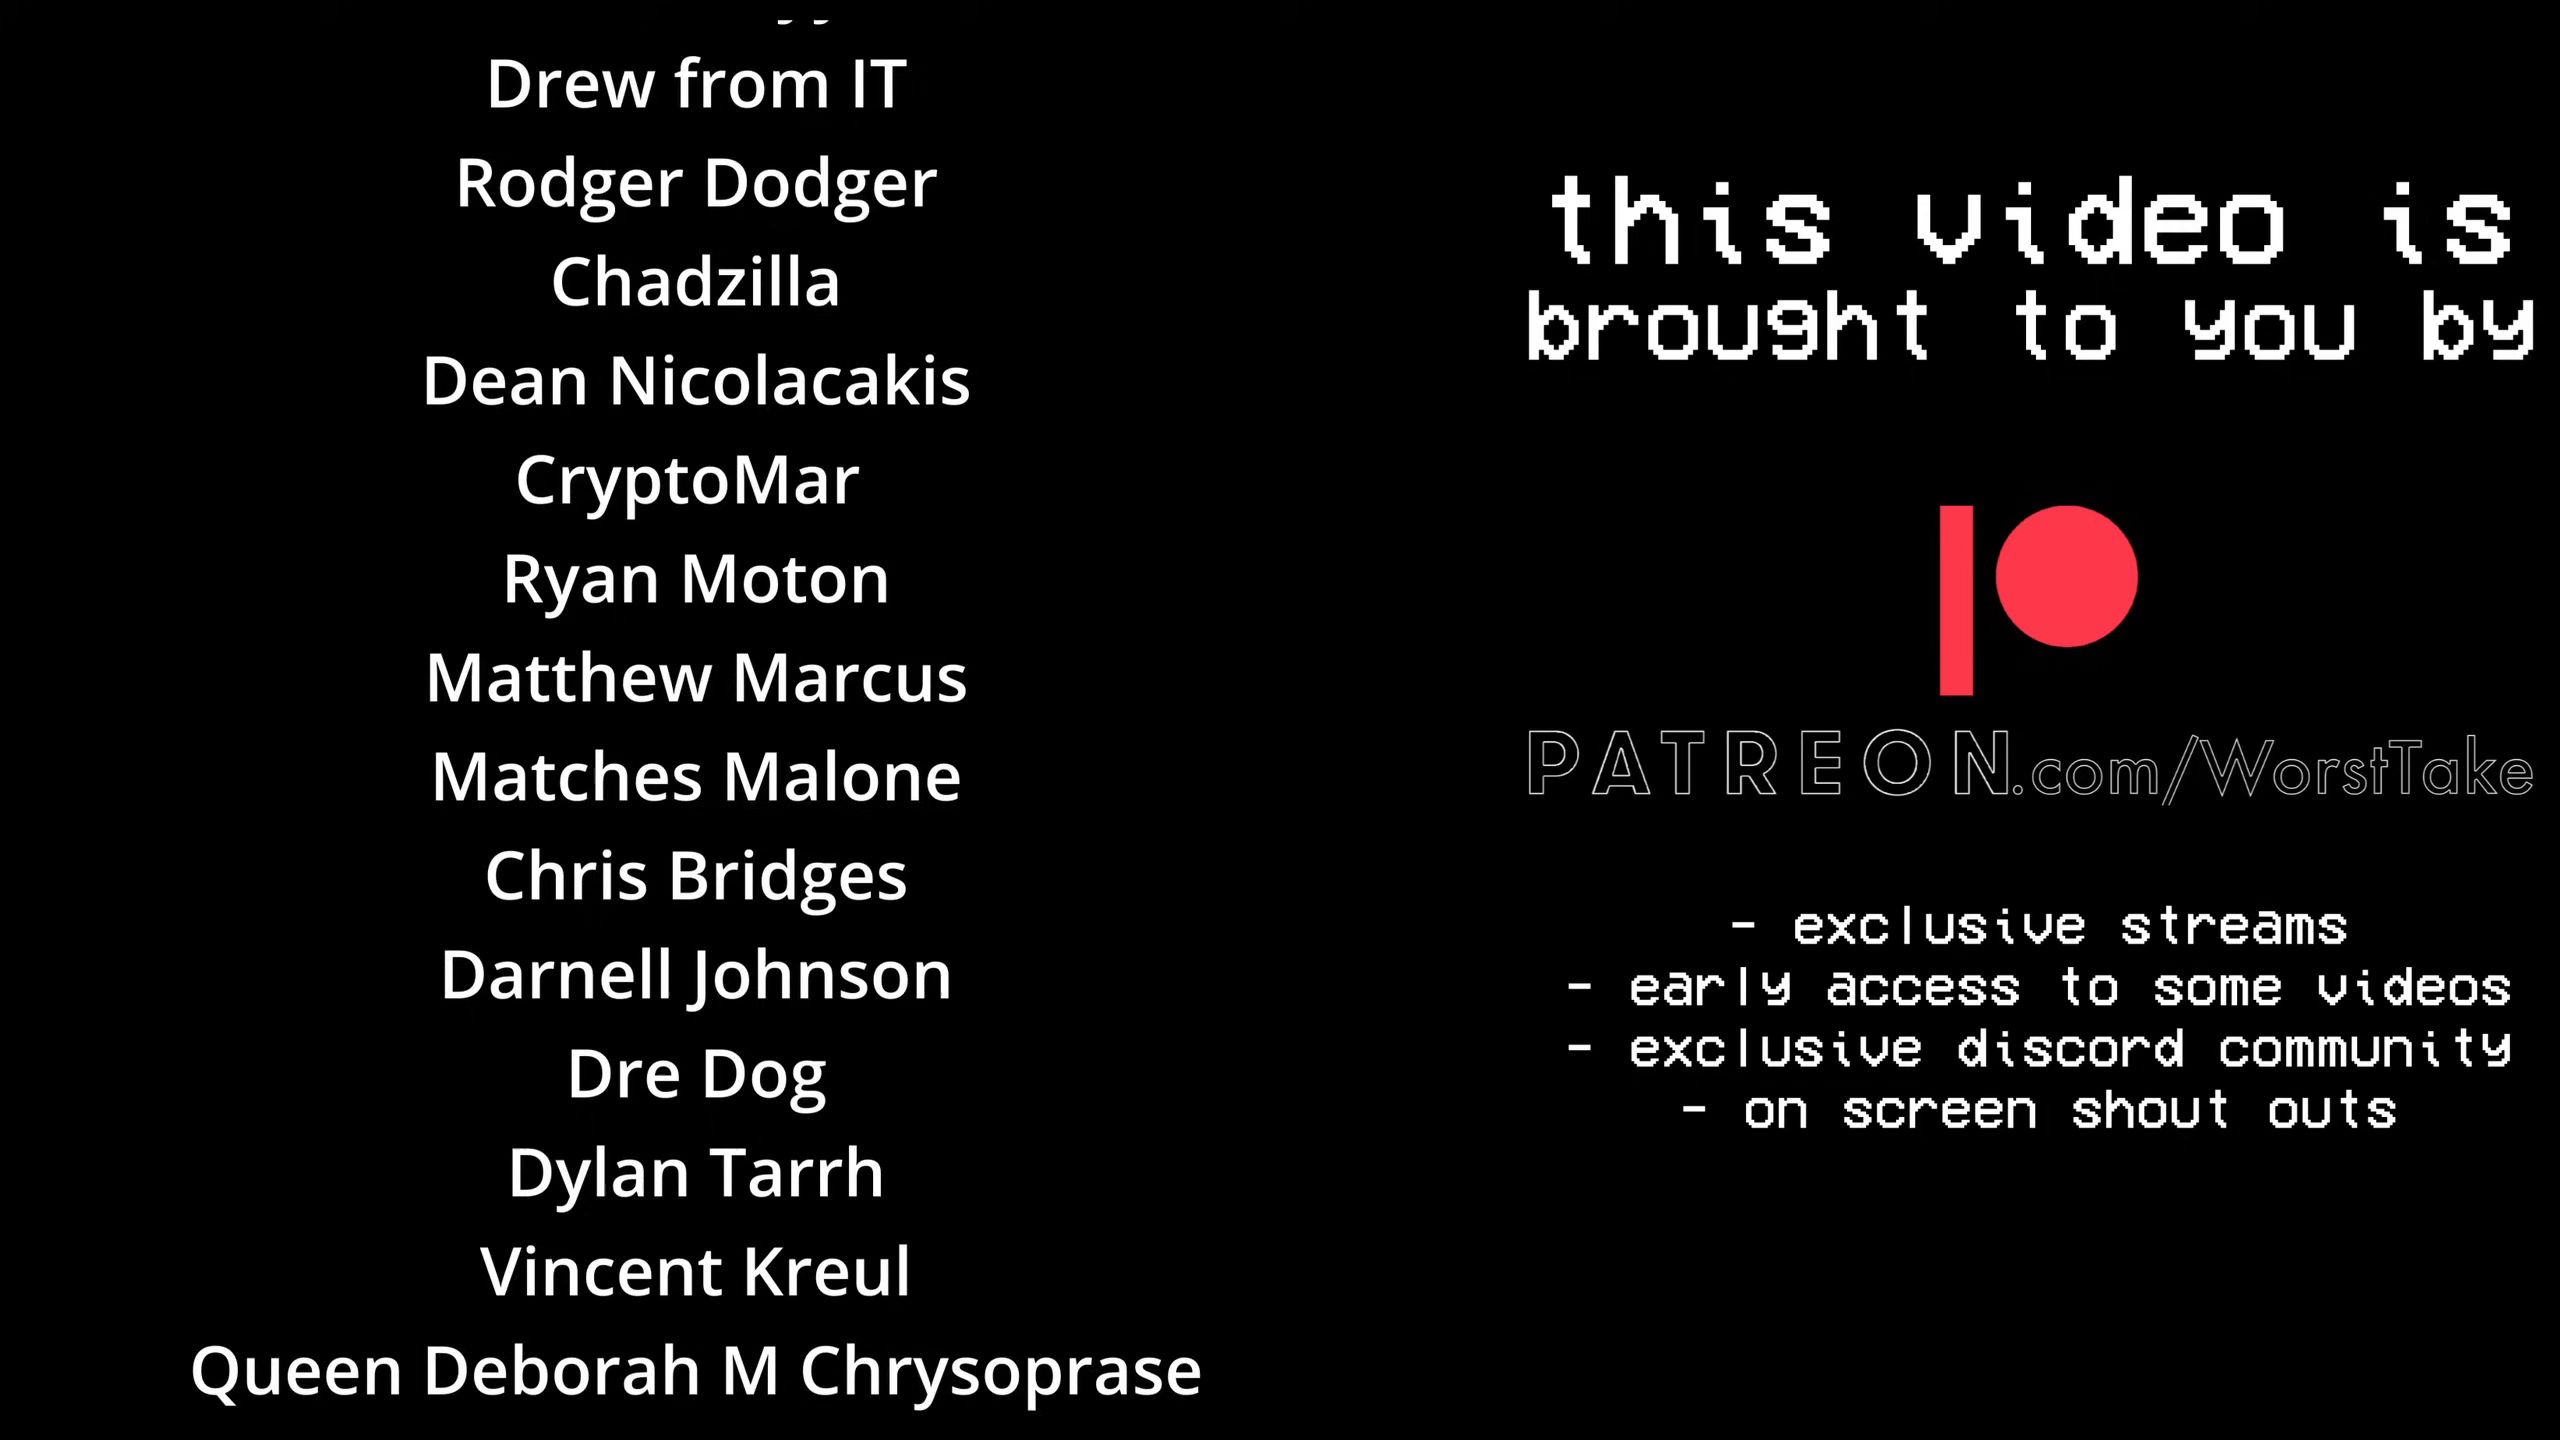 Drew from IT
Rodger Dodger
Chadzilla
Dean Nicolacakis
CryptoMar
Ryan Moton
Matthew Marcus
Matches Malone
Chris Bridges
Darnell Johnson
Dre Dog
Dylan Tarrh
Vincent Kreul
Queen Deborah M Chrysoprase
this video is
brought to you by
PATREON.com/WorstTake
- exclusive streams
- early access to some videos
- exclusive discord community
- on screen shout outs